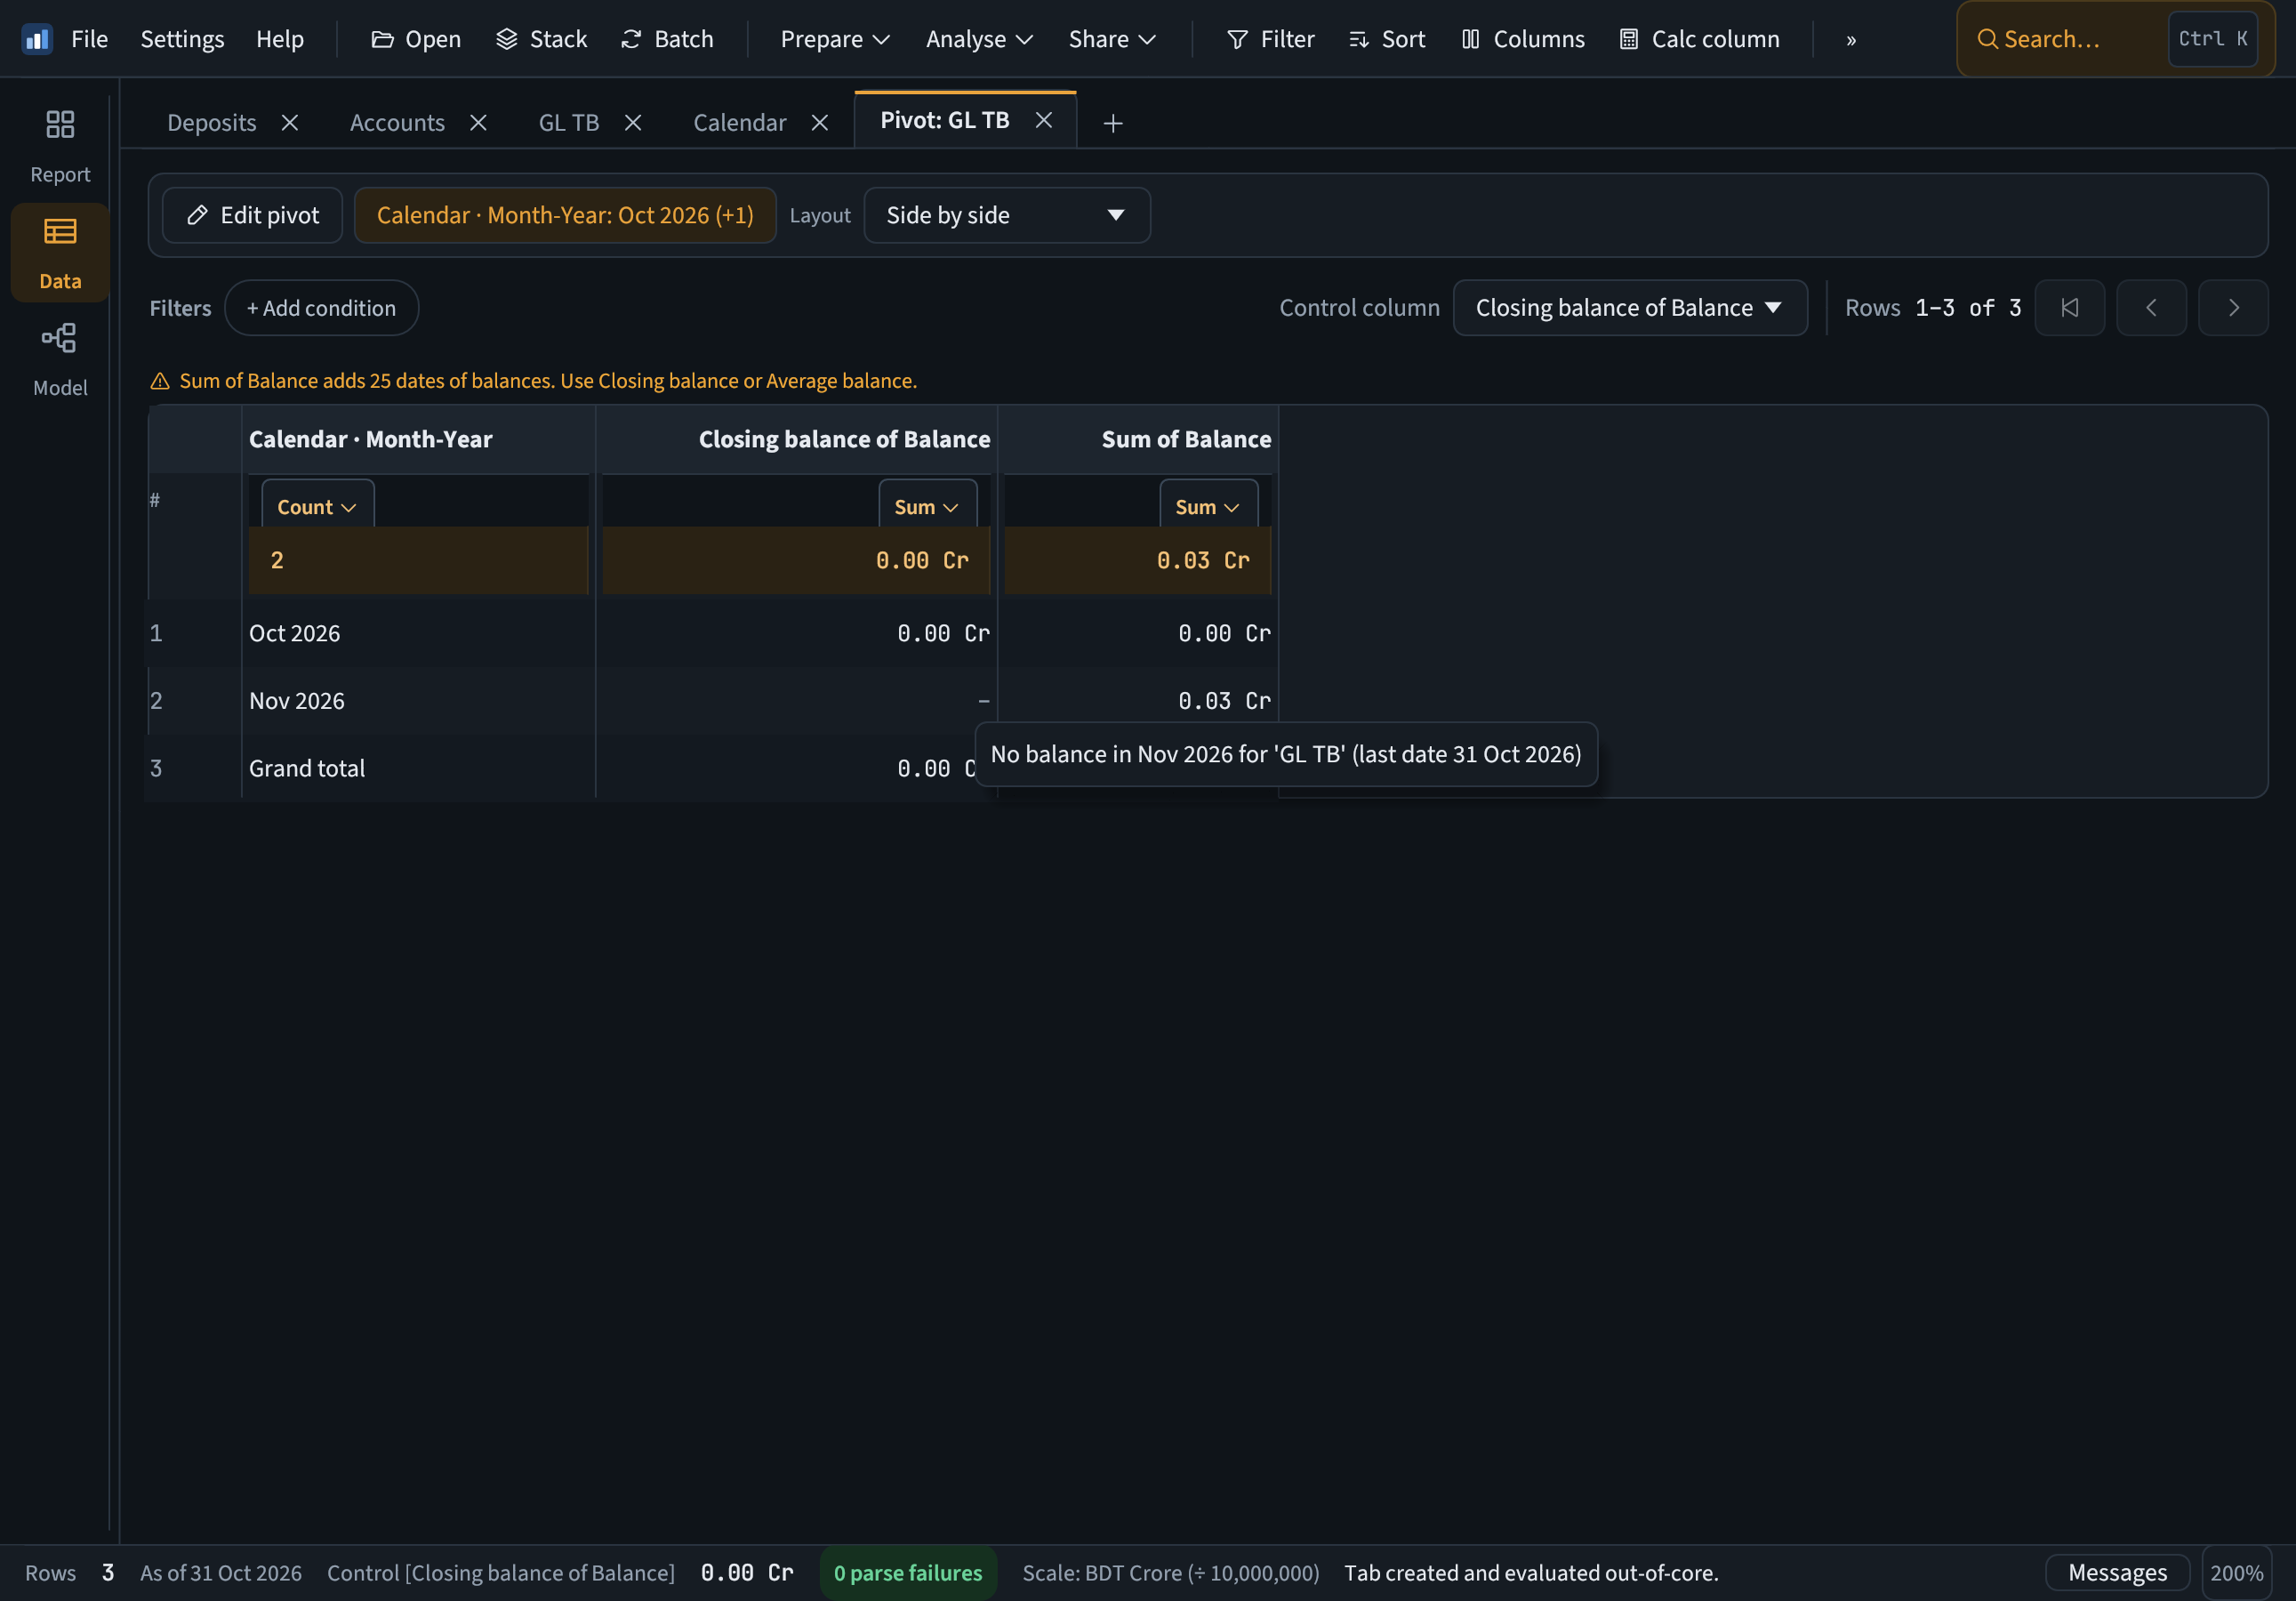 File Settings Help Open Stack Batch Prepare Analyse Share Filter Sort Columns Calc column » Search… Ctrl K
Deposits Accounts GL TB Calendar Pivot: GL TB +
Report
Data
Model
Edit pivot Calendar · Month-Year: Oct 2026 (+1) Layout Side by side
Filters + Add condition Control column Closing balance of Balance Rows 1–3 of 3
Sum of Balance adds 25 dates of balances. Use Closing balance or Average balance.
Calendar · Month-Year Closing balance of Balance Sum of Balance
# Count Sum Sum
2 0.00 Cr 0.03 Cr
1 Oct 2026 0.00 Cr 0.00 Cr
2 Nov 2026 – 0.03 Cr
No balance in Nov 2026 for 'GL TB' (last date 31 Oct 2026)
3 Grand total 0.00
Rows 3 As of 31 Oct 2026 Control [Closing balance of Balance] 0.00 Cr 0 parse failures Scale: BDT Crore (÷ 10,000,000) Tab created and evaluated out-of-core. Messages 200%